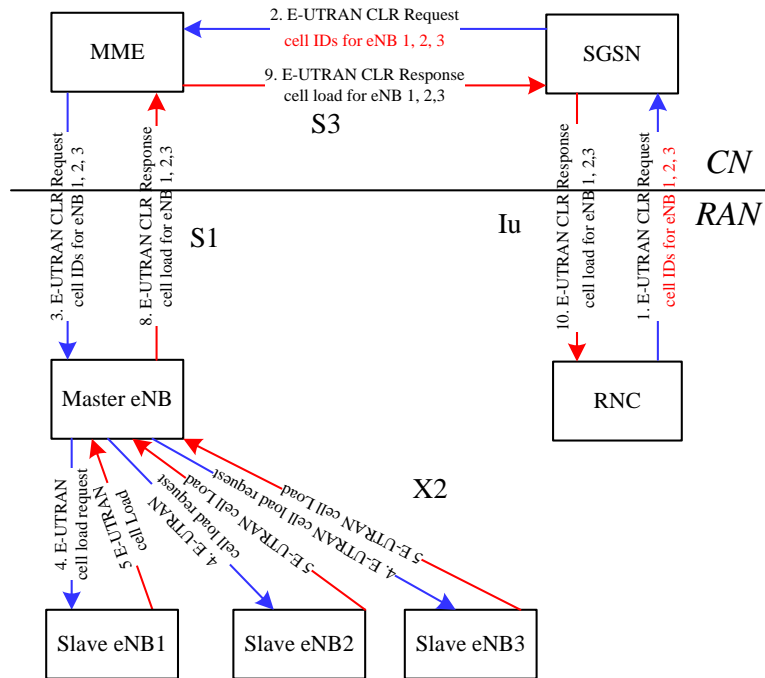 2. E-UTRAN CLR Request
cell IDs for eNB 1, 2, 3
MME
SGSN
9. E-UTRAN CLR Response
cell load for eNB 1, 2,3
S3
CN
RAN
3. E-UTRAN CLR Request
cell IDs for eNB 1, 2, 3
8. E-UTRAN CLR Response
cell load for eNB 1, 2,3
S1
Iu
10. E-UTRAN CLR Response
cell load for eNB 1, 2,3
1. E-UTRAN CLR Request
cell IDs for eNB 1, 2, 3
Master eNB
RNC
X2
4. E-UTRAN
cell load request
5.E-UTRAN
cell Load
4. E-UTRAN
cell load request
5.E-UTRAN
cell Load
4. E-UTRAN
cell load request
5 E-UTRAN
cell Load
Slave eNB1
Slave eNB2
Slave eNB3